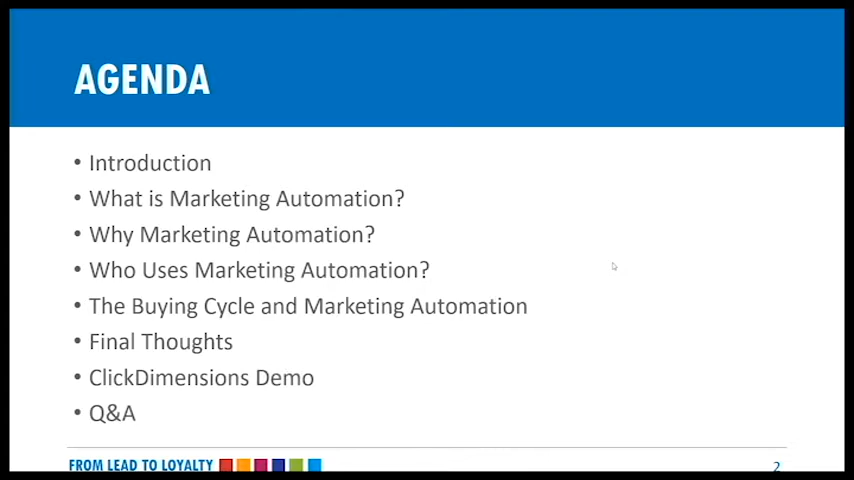 AGENDA
• Introduction
• What is Marketing Automation?
• Why Marketing Automation?
• Who Uses Marketing Automation?
• The Buying Cycle and Marketing Automation
• Final Thoughts
• ClickDimensions Demo
• Q&A
FROM LEAD TO LOYALTY
2